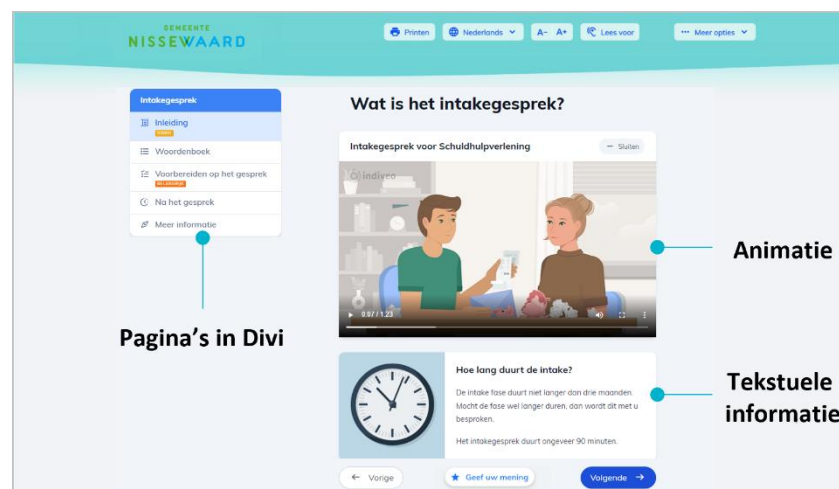 GEMEENTE
NISSEWAARD
Printen
Nederlands
A- A+
Lees voor
Meer opties
Intakegesprek
Inleiding
Woordenboek
Voorbereiden op het gesprek
Na het gesprek
Meer informatie
Pagina's in Divi
Wat is het intakegesprek?
Intakegesprek voor Schuldhulpverlening
Sluiten
indiveo
0:07 / 1:23
Animatie
Hoe lang duurt de intake?
De intake fase duurt niet langer dan drie maanden.
Mocht de fase wel langer duren, dan wordt dit met u
besproken.
Het intakegesprek duurt ongeveer 90 minuten.
Tekstuele
informatie
Vorige
Geef uw mening
Volgende